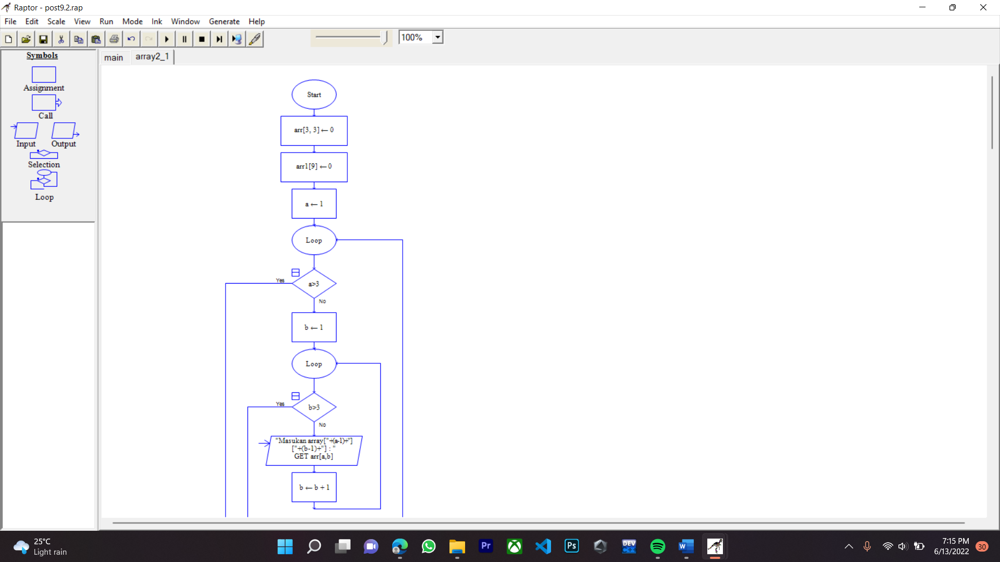 Raptor - post9.2.rap
File Edit Scale View Run Mode Ink Window Generate Help
100%
Symbols
Assignment
Call
Input Output
Selection
Loop
main array2_1
Start
arr[3, 3] ← 0
arr1[9] ← 0
a ← 1
Loop
Yes
a>3
No
b ← 1
Loop
Yes
b>3
No
"Masukan array["+(a-1)+"]
["+(b-1)+"] : "
GET arr[a,b]
b ← b + 1
25°C
Light rain
Pr
Ps
DEV
C++
W
7:15 PM
6/13/2022
30